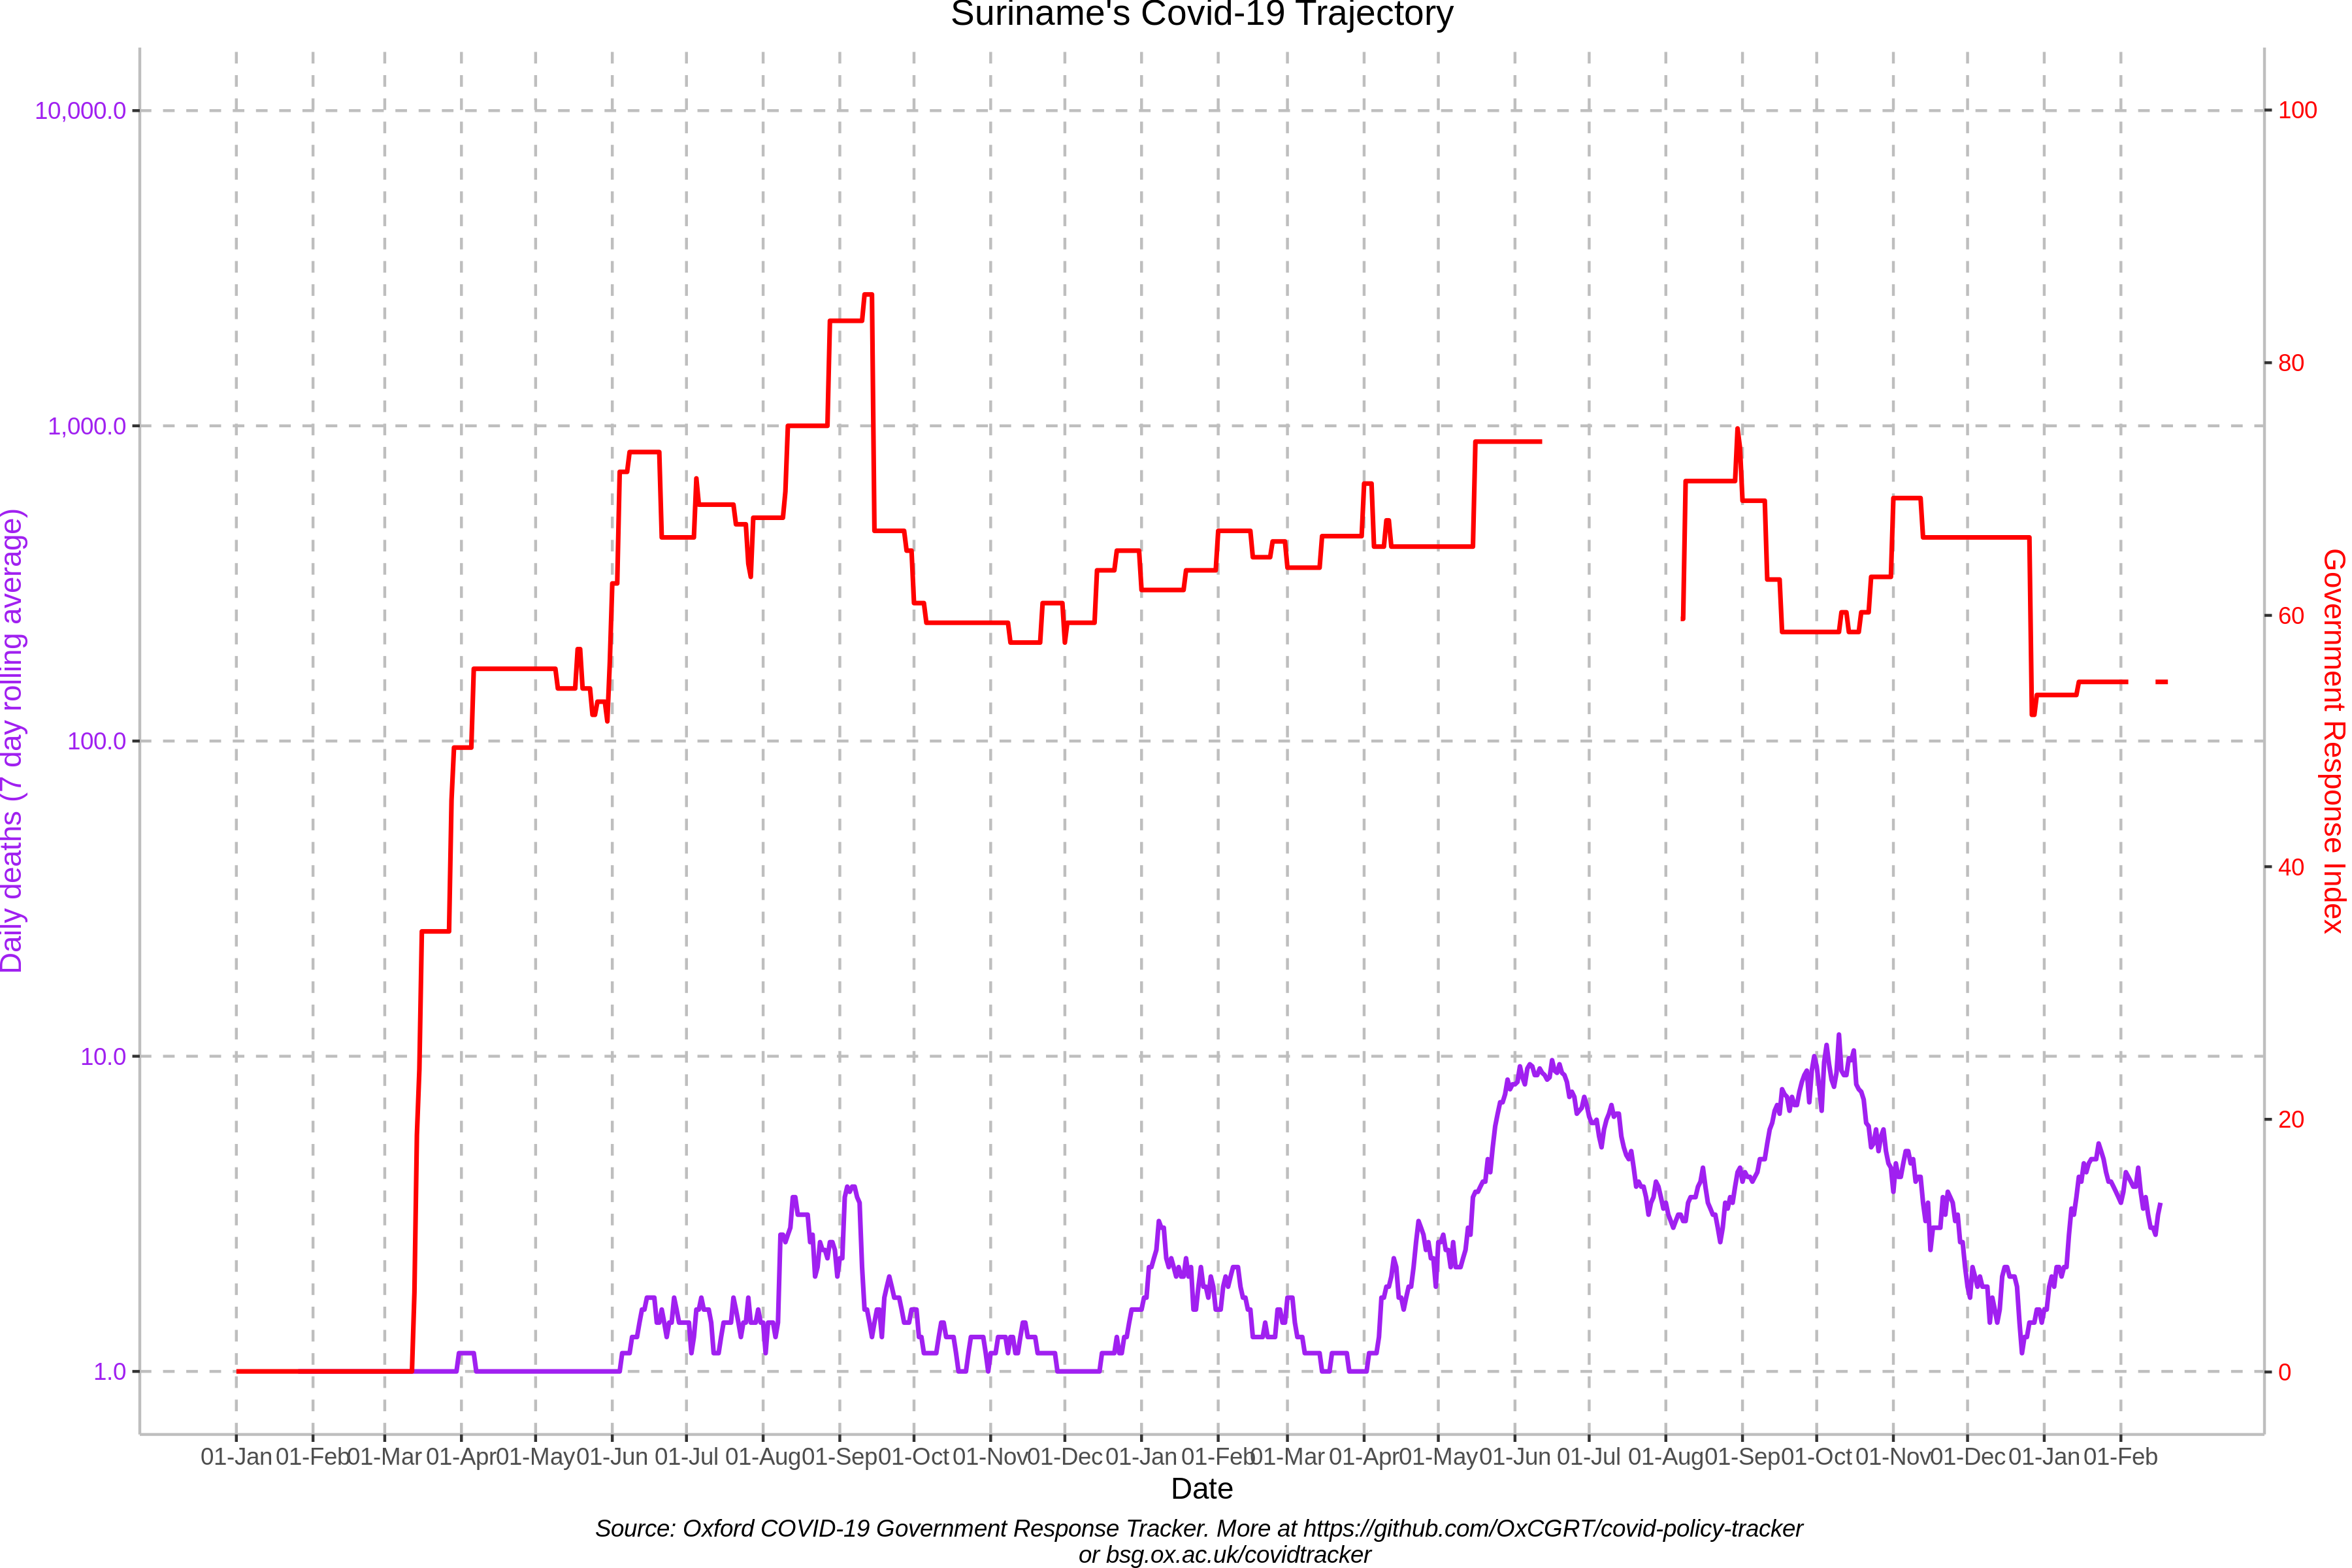 Suriname's Covid-19 Trajectory
10,000.0
1,000.0
100.0
10.0
1.0
Daily deaths (7 day rolling average)
100
80
60
40
20
0
Government Response Index
01-Jan 01-Feb 01-Mar 01-Apr 01-May 01-Jun 01-Jul 01-Aug 01-Sep 01-Oct 01-Nov 01-Dec 01-Jan 01-Feb 01-Mar 01-Apr 01-May 01-Jun 01-Jul 01-Aug 01-Sep 01-Oct 01-Nov 01-Dec 01-Jan 01-Feb
Date
Source: Oxford COVID-19 Government Response Tracker. More at https://github.com/OxCGRT/covid-policy-tracker
or bsg.ox.ac.uk/covidtracker